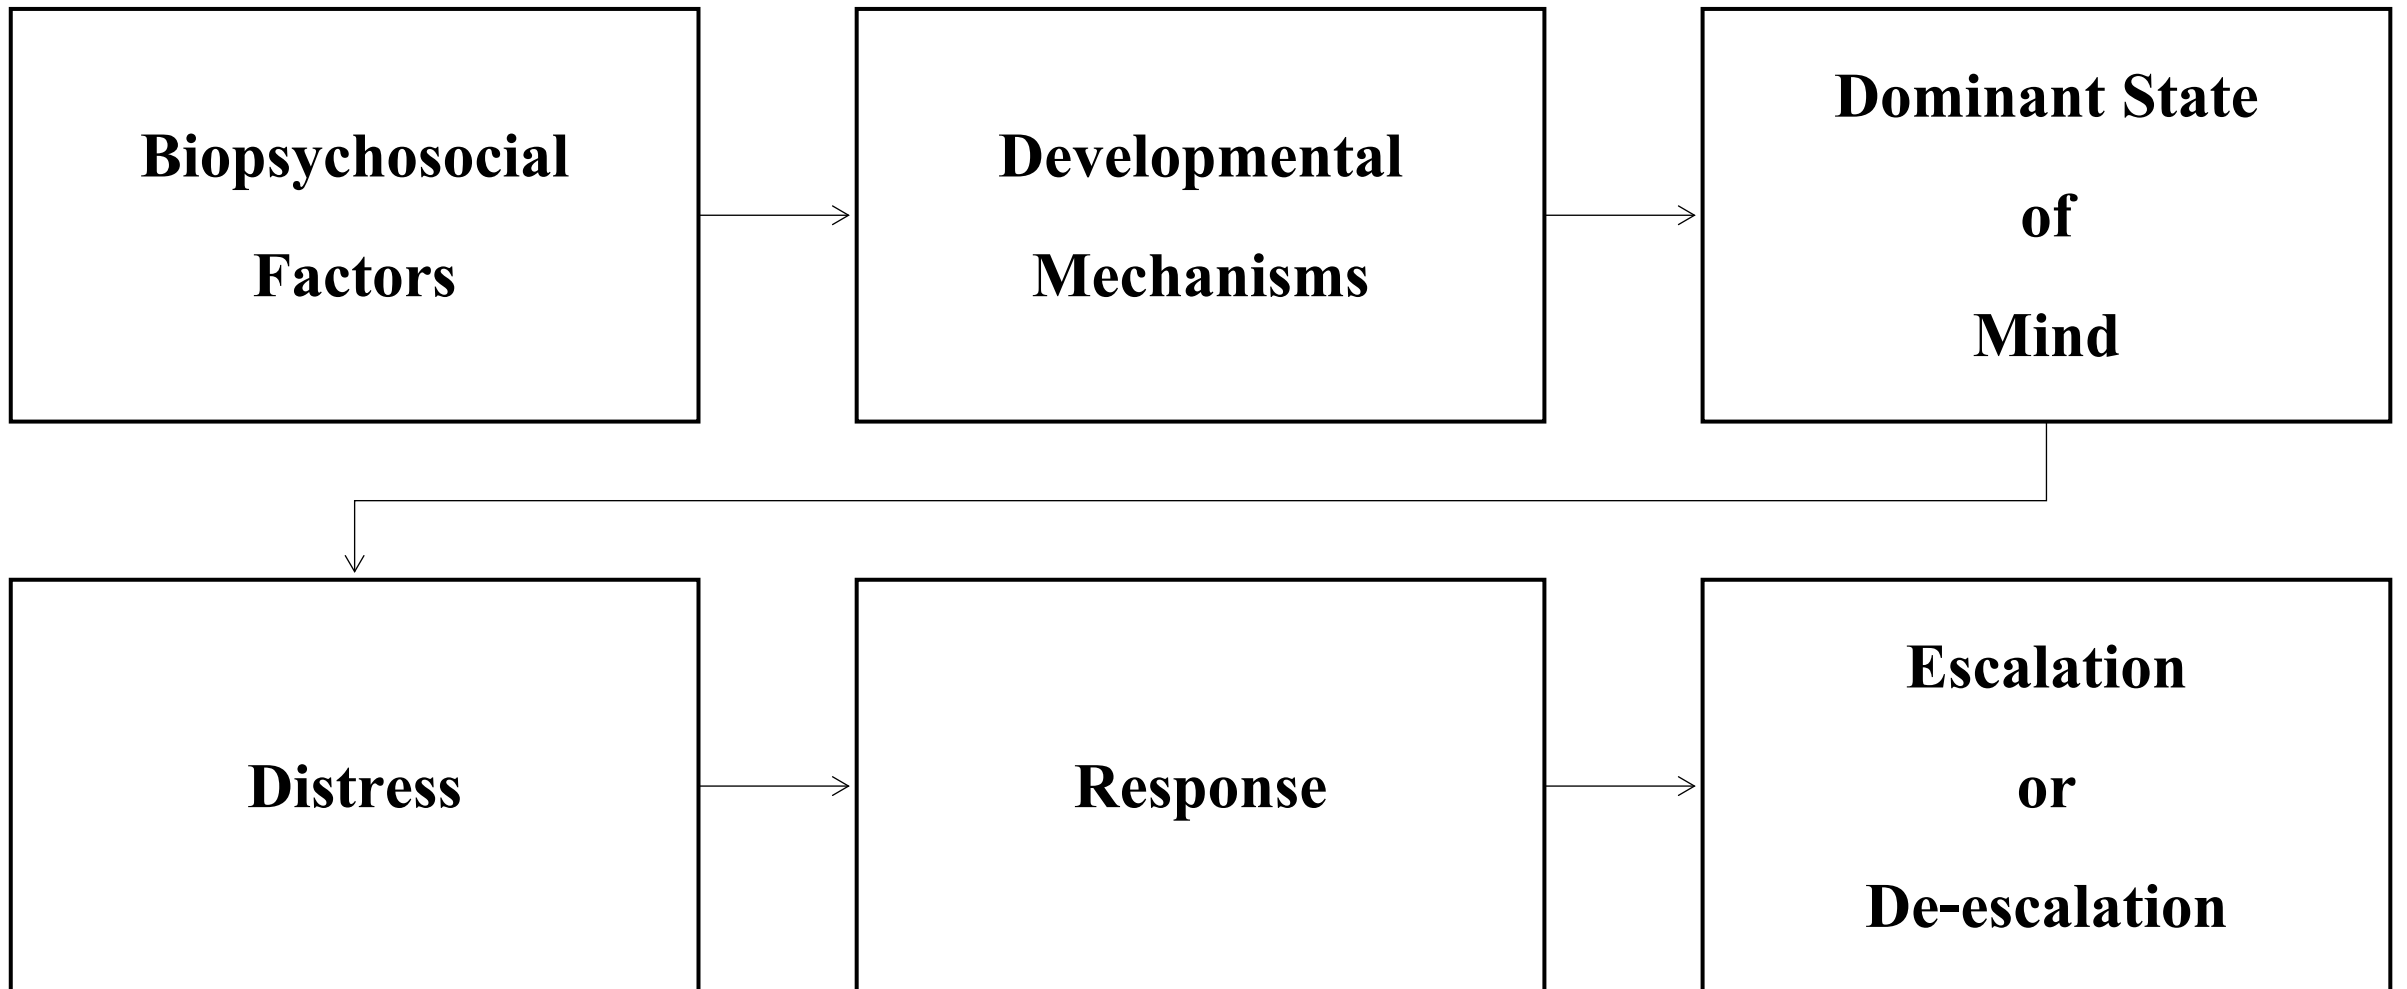 Biopsychosocial
Factors
Developmental
Mechanisms
Dominant State
of
Mind
Distress
Response
Escalation
or
De-escalation